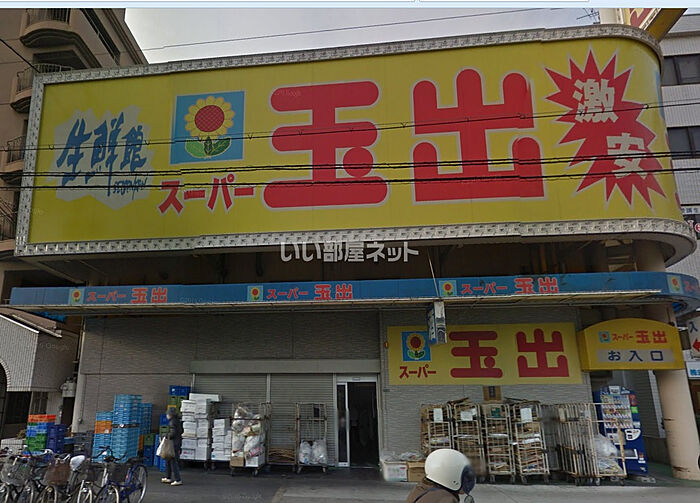 生鮮館
スーパー 玉出
激安
いい部屋ネット
スーパー 玉出
スーパー 玉出
スーパー 玉出
スーパー 玉出
スーパー 玉出
お入口